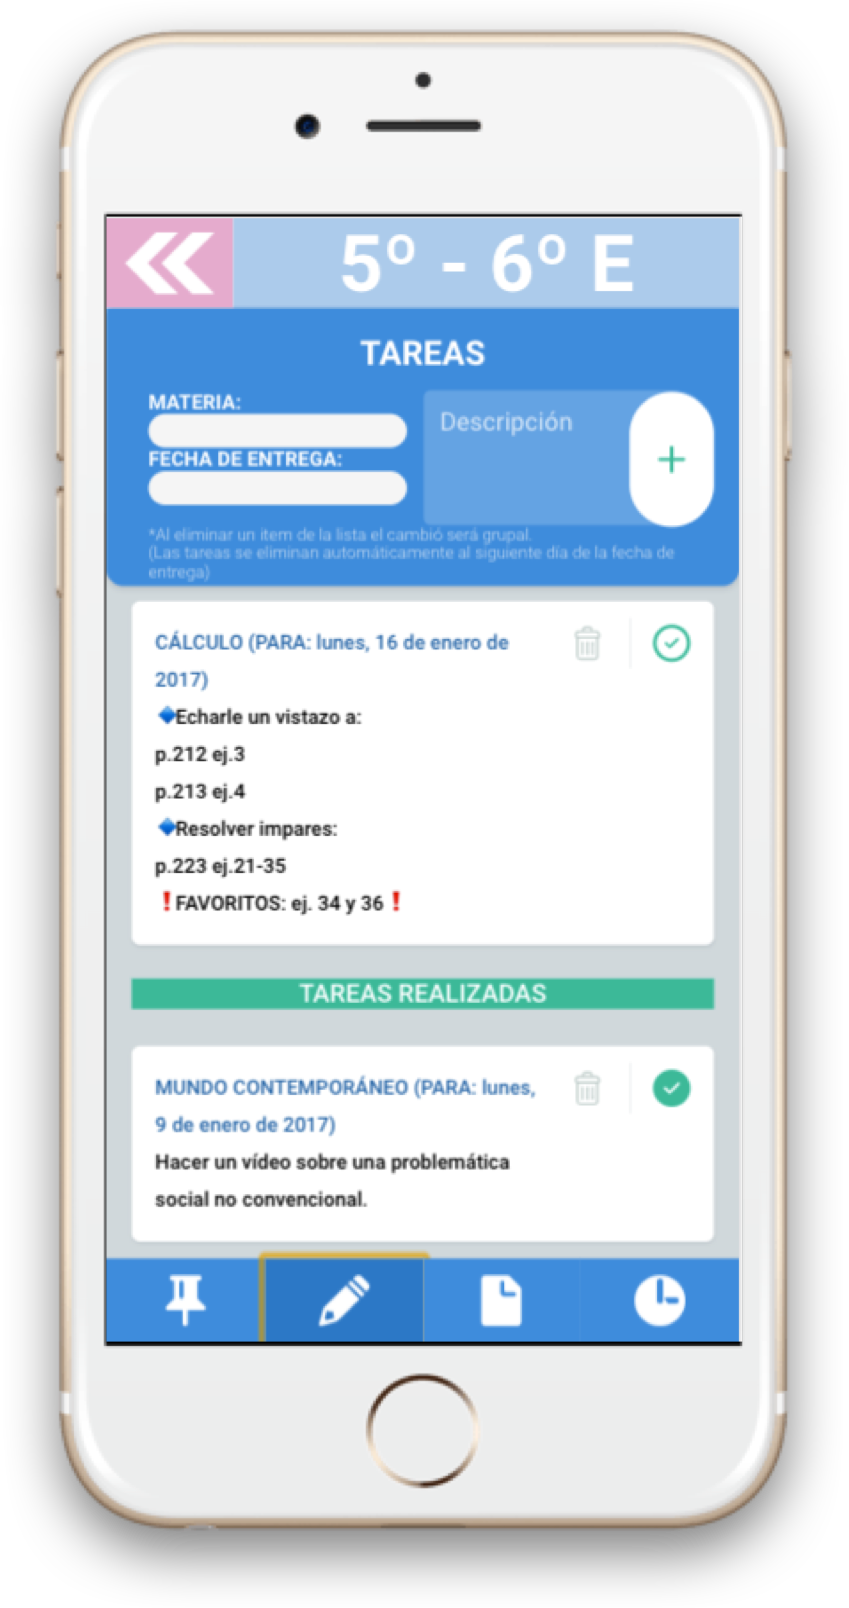 5º - 6º E
TAREAS
MATERIA:
FECHA DE ENTREGA:
Descripción
+
*Al eliminar un item de la lista el cambió será grupal.
(Las tareas se eliminan automáticamente al siguiente día de la fecha de
entrega)
CÁLCULO (PARA: lunes, 16 de enero de
2017)
🔹Echarle un vistazo a:
p.212 ej.3
p.213 ej.4
🔹Resolver impares:
p.223 ej.21-35
❗FAVORITOS: ej. 34 y 36❗
TAREAS REALIZADAS
MUNDO CONTEMPORÁNEO (PARA: lunes,
9 de enero de 2017)
Hacer un vídeo sobre una problemática
social no convencional.